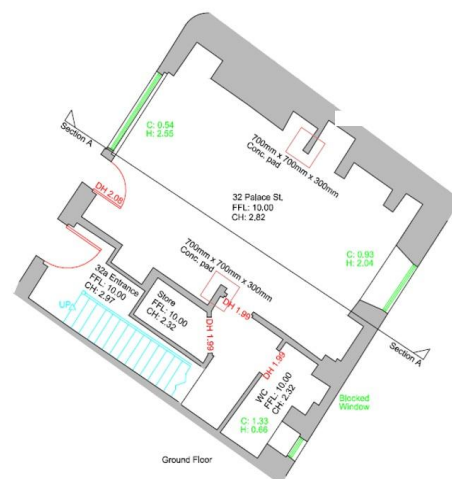 C: 0.54
H: 2.55
Section A
700mm x 700mm x 300mm
Conc. pad
DH 2.08
32 Palace St.
FFL: 10.00
CH: 2.82
C: 0.93
H: 2.04
700mm x 700mm x 300mm
Conc. pad
32a Entrance
FFL: 10.00
CH: 2.97
Store
FFL: 10.00
CH: 2.32
DH 1.99
DH 1.99
DH 1.99
UP
Section A
WC
FFL: 10.00
CH: 2.32
Blocked
Window
C: 1.33
H: 0.66
Ground Floor